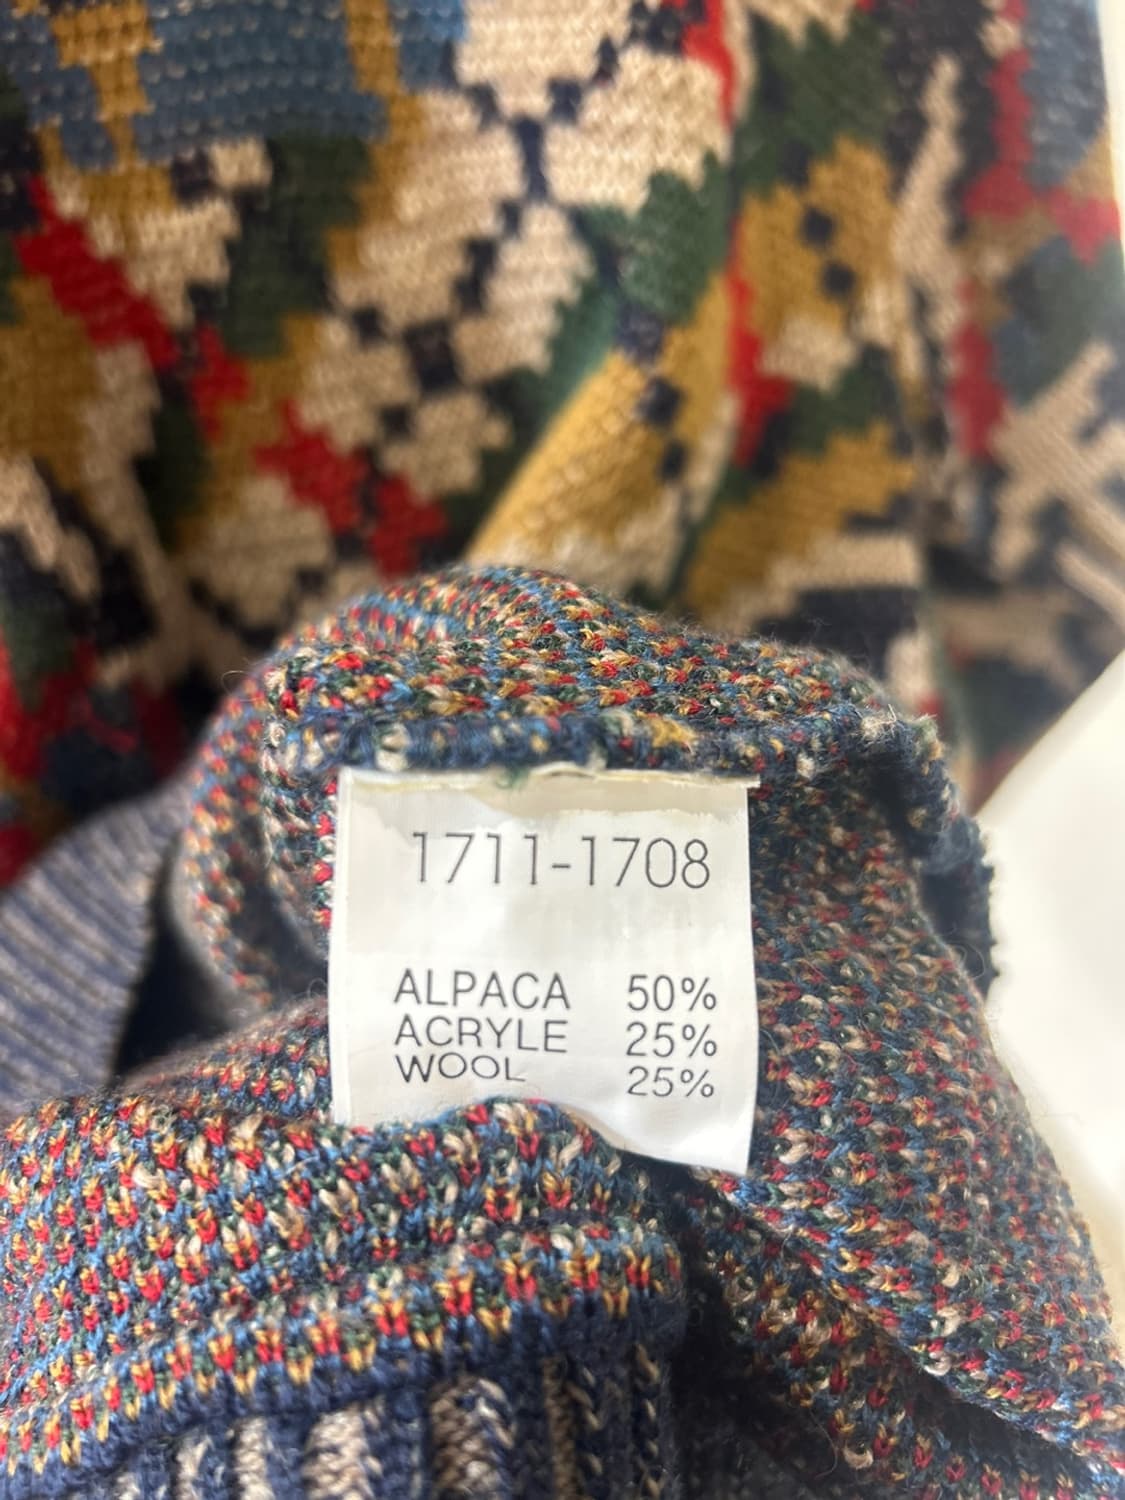 1711-1708
ALPACA 50%
ACRYLE 25%
WOOL 25%